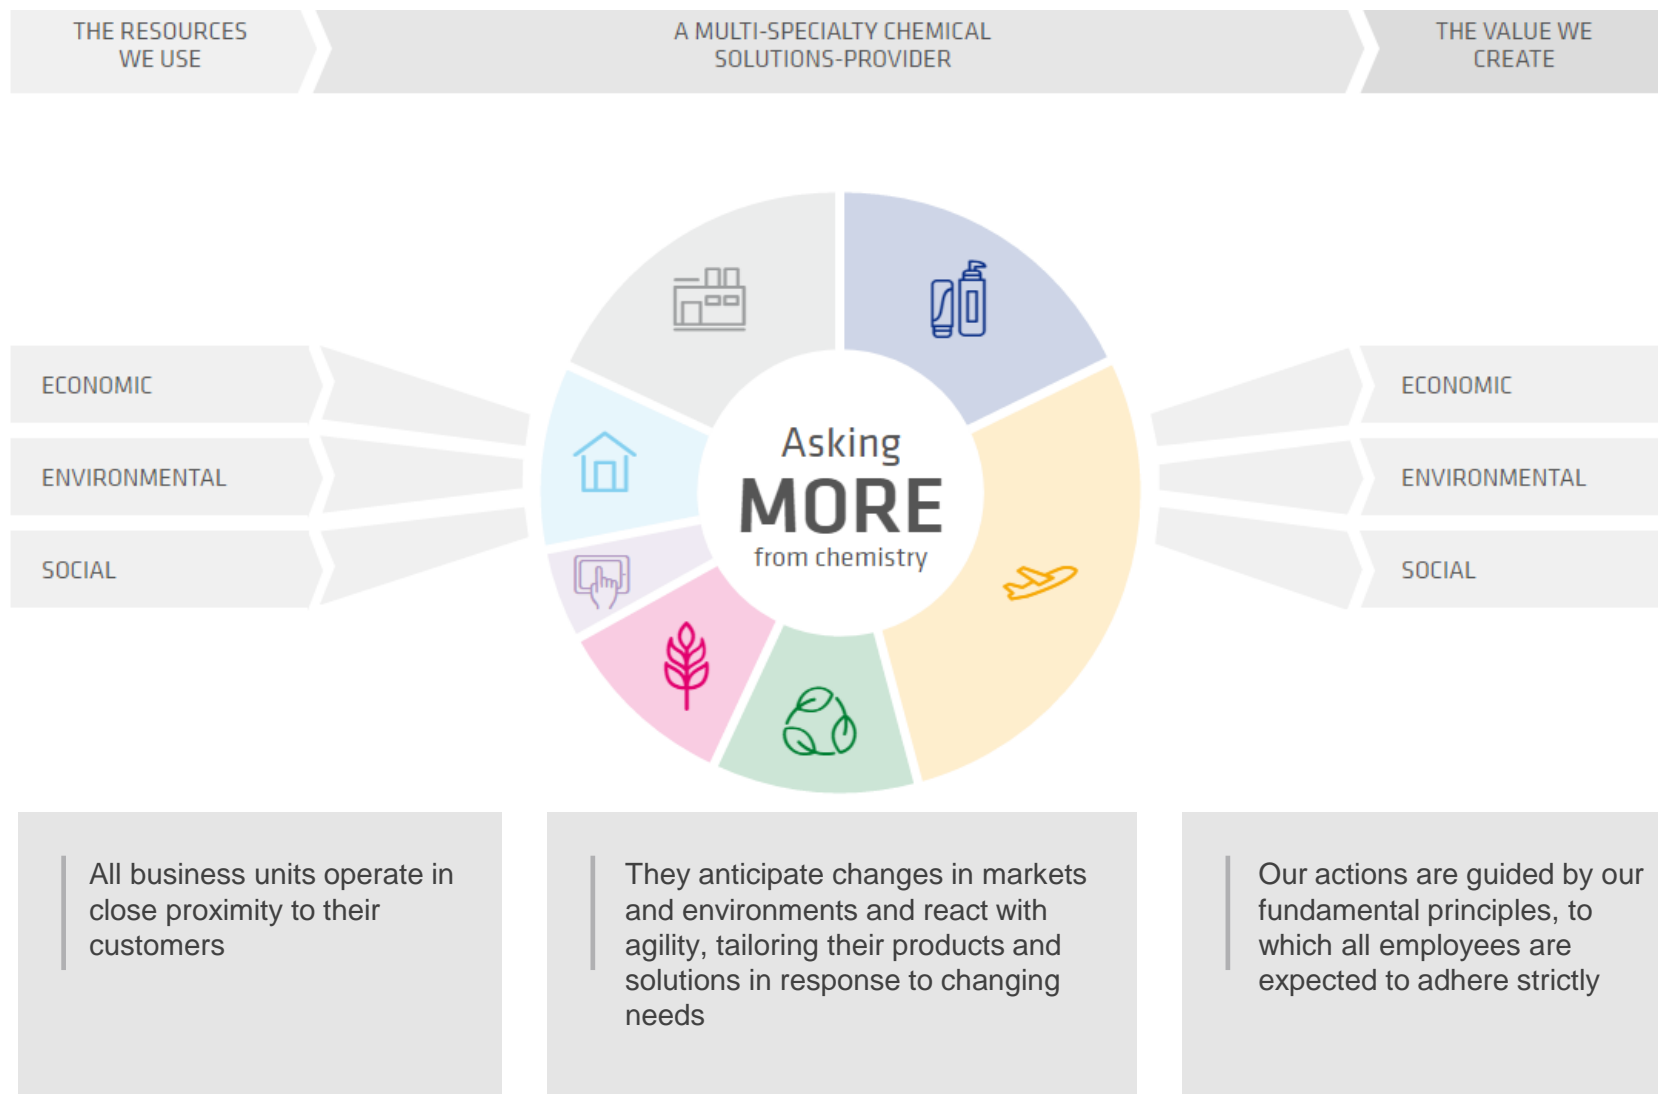 THE RESOURCES
WE USE
A MULTI-SPECIALTY CHEMICAL
SOLUTIONS-PROVIDER
THE VALUE WE
CREATE
ECONOMIC
ENVIRONMENTAL
SOCIAL
Asking
MORE
from chemistry
ECONOMIC
ENVIRONMENTAL
SOCIAL
All business units operate in
close proximity to their
customers
They anticipate changes in markets
and environments and react with
agility, tailoring their products and
solutions in response to changing
needs
Our actions are guided by our
fundamental principles, to
which all employees are
expected to adhere strictly